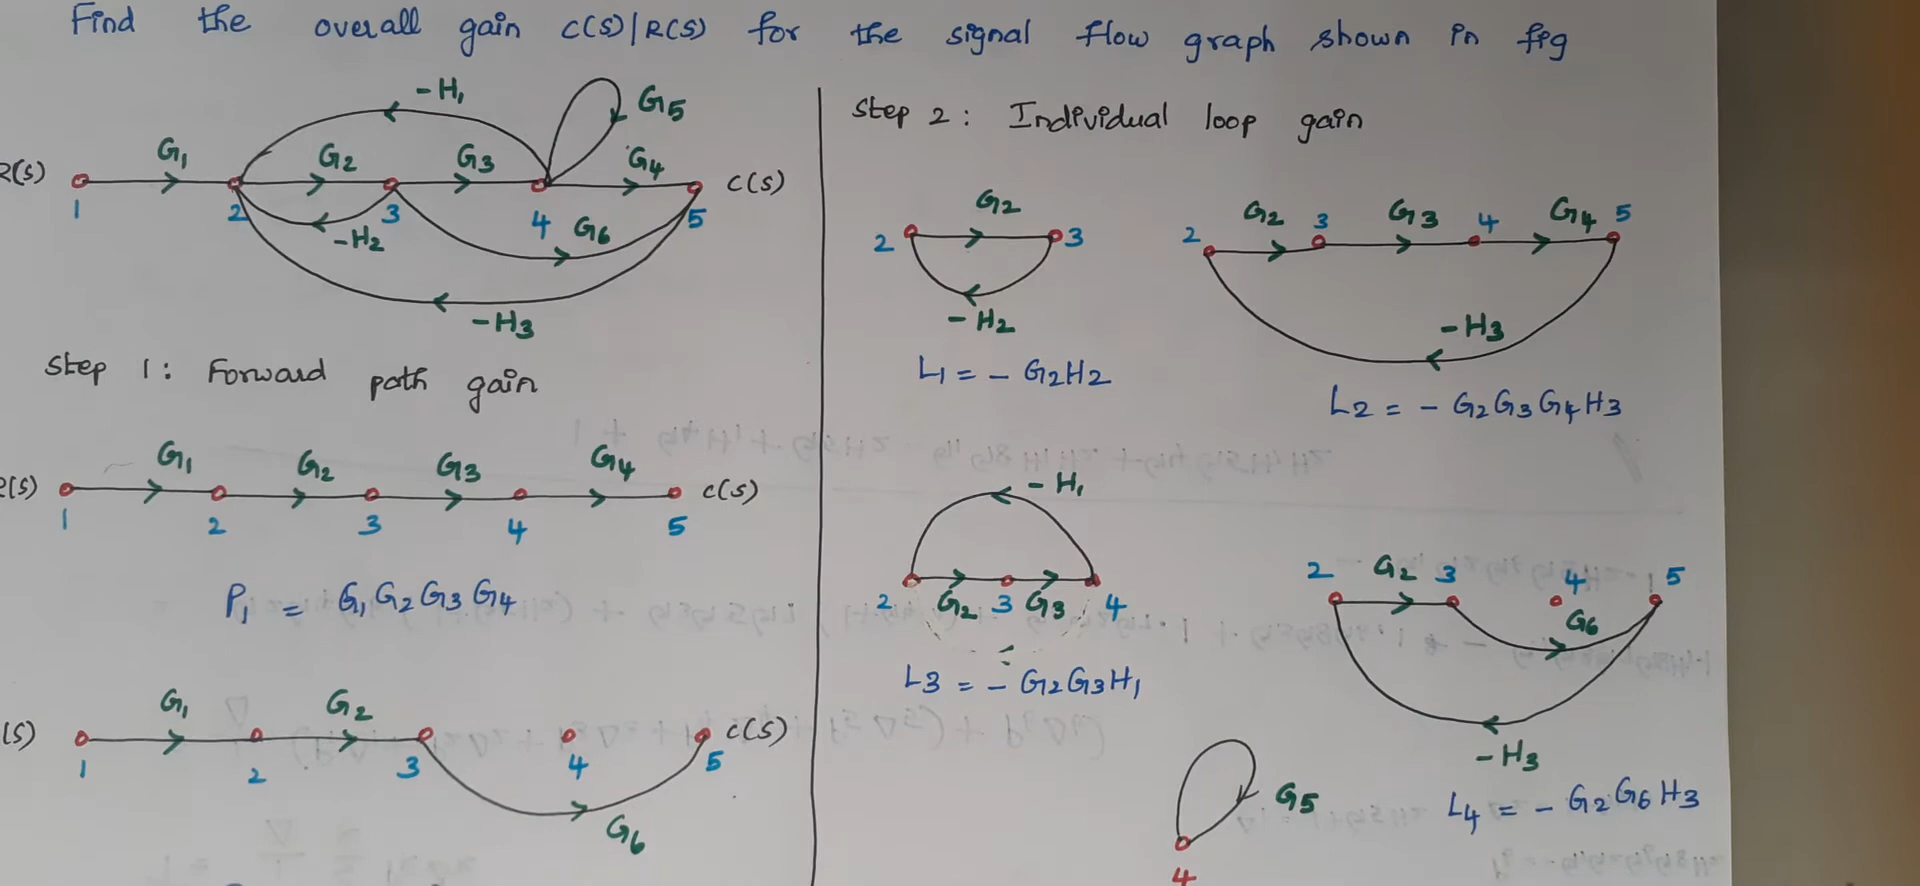 Find the overall gain C(S)/R(S) for the signal flow graph shown in fig
-H1
G5
R(S) G1 G2 G3 G4 C(S)
1 2 3 4 5
-H2 G6
-H3
Step 1: Forward path gain
G1 G2 G3 G4
R(S) C(S)
1 2 3 4 5
P1 = G1G2G3G4
G1 G2
(S) C(S)
1 2 3 4 5
G6
Step 2: Individual loop gain
G2
2 3
-H2
L1 = - G2H2
G2 3 G3 4 G4 5
2
-H3
L2 = - G2G3G4H3
-H1
2 G2 3 G3 4
L3 = - G2G3H1
2 G2 3 4 5
G6
-H3
L4 = - G2G6H3
G5
4